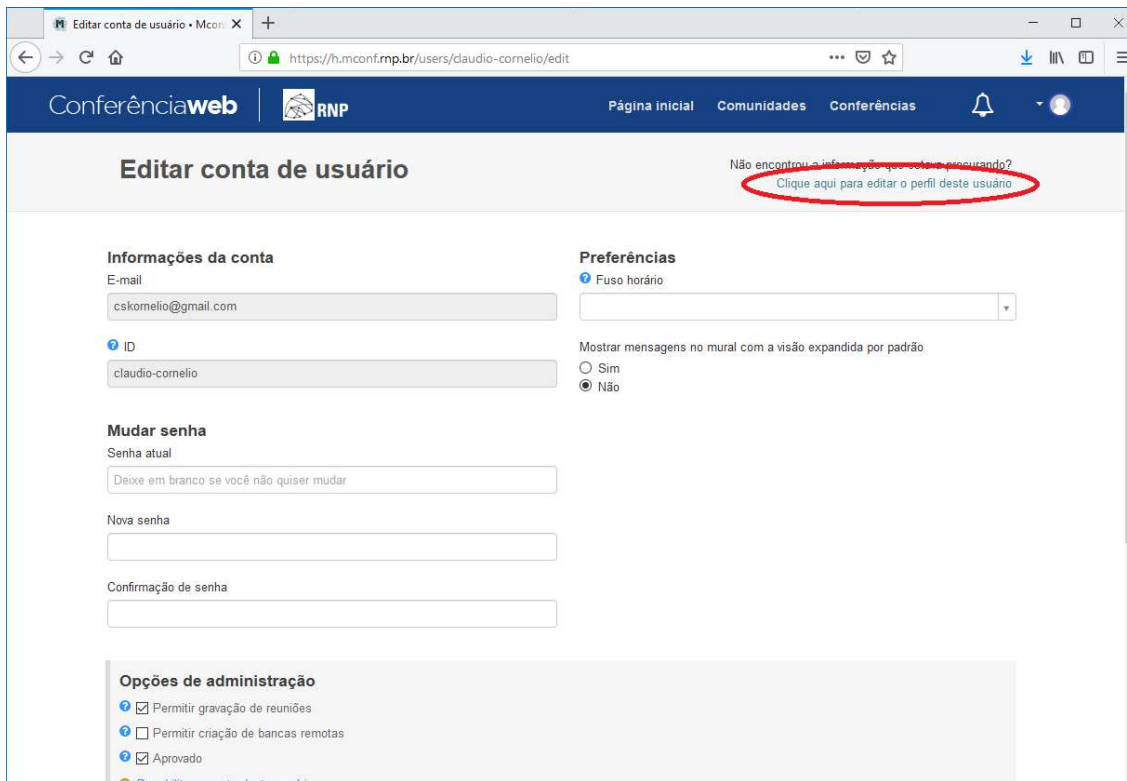 Editar conta de usuário • Mcon
https://h.mconf.rnp.br/users/claudio-cornelio/edit
Conferênciaweb RNP Página inicial Comunidades Conferências
Editar conta de usuário
Não encontrou a informação que estava procurando?
Clique aqui para editar o perfil deste usuário
Informações da conta
E-mail
cskornelio@gmail.com
ID
claudio-cornelio
Preferências
Fuso horário
Mostrar mensagens no mural com a visão expandida por padrão
Sim
Não
Mudar senha
Senha atual
Deixe em branco se você não quiser mudar
Nova senha
Confirmação de senha
Opções de administração
Permitir gravação de reuniões
Permitir criação de bancas remotas
Aprovado